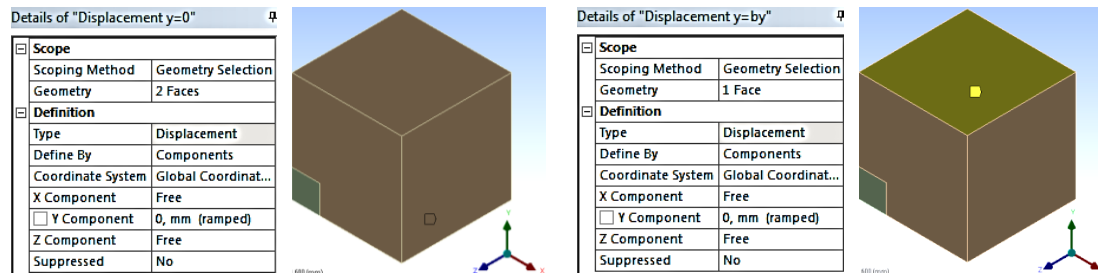 Details of "Displacement y=0"
Scope
Scoping Method Geometry Selection
Geometry 2 Faces
Definition
Type Displacement
Define By Components
Coordinate System Global Coordinat...
X Component Free
Y Component 0, mm (ramped)
Z Component Free
Suppressed No
Y
Z
X
Details of "Displacement y=by"
Scope
Scoping Method Geometry Selection
Geometry 1 Face
Definition
Type Displacement
Define By Components
Coordinate System Global Coordinat...
X Component Free
Y Component 0, mm (ramped)
Z Component Free
Suppressed No
Y
Z
X